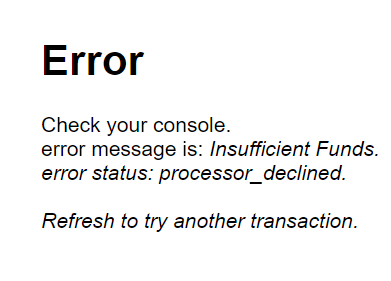 Error
Check your console.
error message is: Insufficient Funds.
error status: processor_declined.
Refresh to try another transaction.